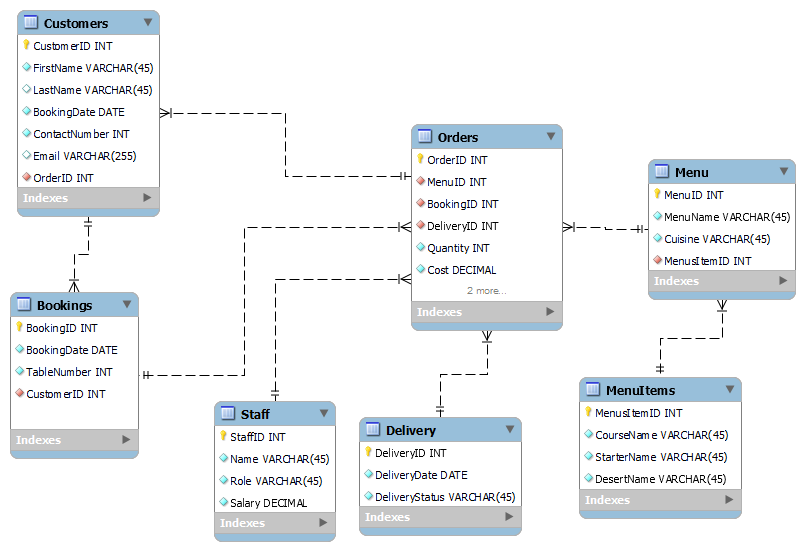 Customers
CustomerID INT
FirstName VARCHAR(45)
LastName VARCHAR(45)
BookingDate DATE
ContactNumber INT
Email VARCHAR(255)
OrderID INT
Indexes
Orders
OrderID INT
MenuID INT
BookingID INT
DeliveryID INT
Quantity INT
Cost DECIMAL
2 more...
Indexes
Menu
MenuID INT
MenuName VARCHAR(45)
Cuisine VARCHAR(45)
MenusItemID INT
Indexes
Bookings
BookingID INT
BookingDate DATE
TableNumber INT
CustomerID INT
Indexes
Staff
StaffID INT
Name VARCHAR(45)
Role VARCHAR(45)
Salary DECIMAL
Indexes
Delivery
DeliveryID INT
DeliveryDate DATE
DeliveryStatus VARCHAR(45)
Indexes
MenuItems
MenusItemID INT
CourseName VARCHAR(45)
StarterName VARCHAR(45)
DesertName VARCHAR(45)
Indexes